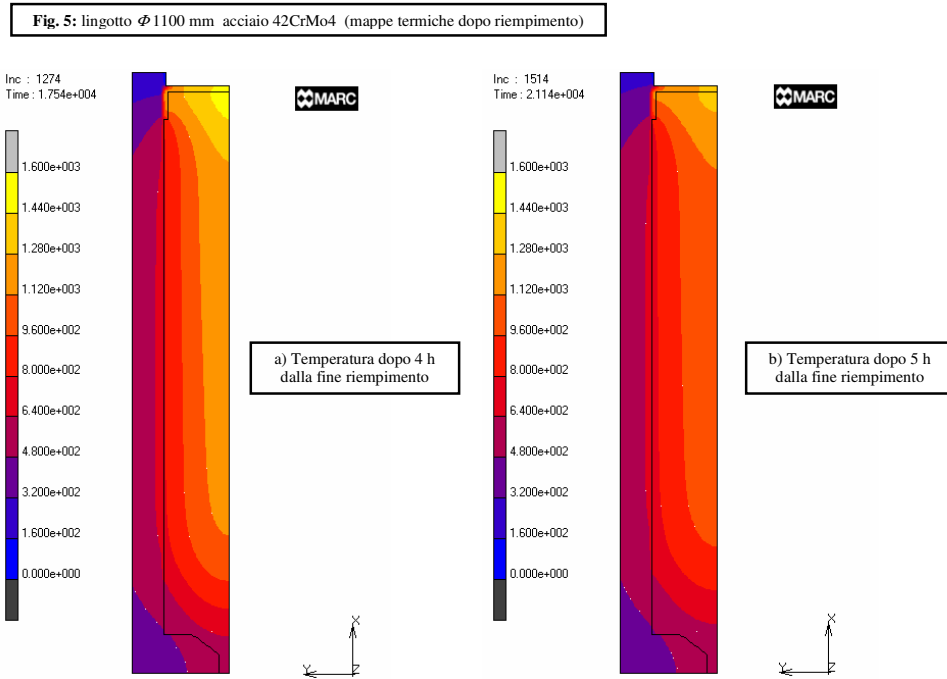 Fig. 5: lingotto Φ 1100 mm acciaio 42CrMo4 (mappe termiche dopo riempimento)
Inc : 1274
Time : 1.754e+004
MARC
1.600e+003
1.440e+003
1.280e+003
1.120e+003
9.600e+002
8.000e+002
6.400e+002
4.800e+002
3.200e+002
1.600e+002
0.000e+000
a) Temperatura dopo 4 h
dalla fine riempimento
X
Y
Z
Inc : 1514
Time : 2.114e+004
MARC
1.600e+003
1.440e+003
1.280e+003
1.120e+003
9.600e+002
8.000e+002
6.400e+002
4.800e+002
3.200e+002
1.600e+002
0.000e+000
b) Temperatura dopo 5 h
dalla fine riempimento
X
Y
Z